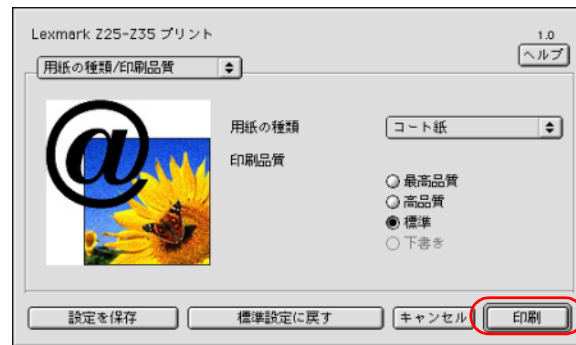 Lexmark Z25-Z35 プリント
1.0
ヘルプ
用紙の種類/印刷品質
用紙の種類
コート紙
印刷品質
最高品質
高品質
標準
下書き
設定を保存
標準設定に戻す
キャンセル
印刷